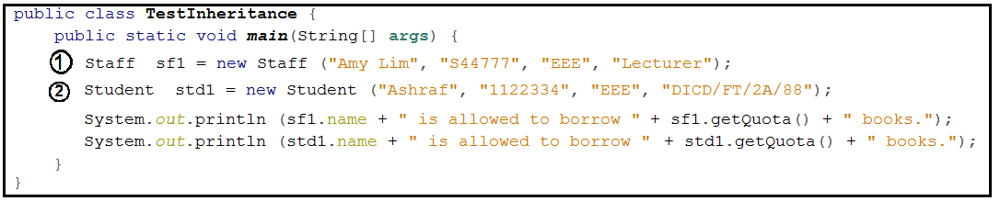 public class TestInheritance {
public static void main(String[] args) {
1 Staff sf1 = new Staff ("Amy Lim", "S44777", "EEE", "Lecturer");
2 Student std1 = new Student ("Ashraf", "1122334", "EEE", "DICD/FT/2A/88");
System.out.println (sf1.name + " is allowed to borrow " + sf1.getQuota() + " books.");
System.out.println (std1.name + " is allowed to borrow " + std1.getQuota() + " books.");
}
}